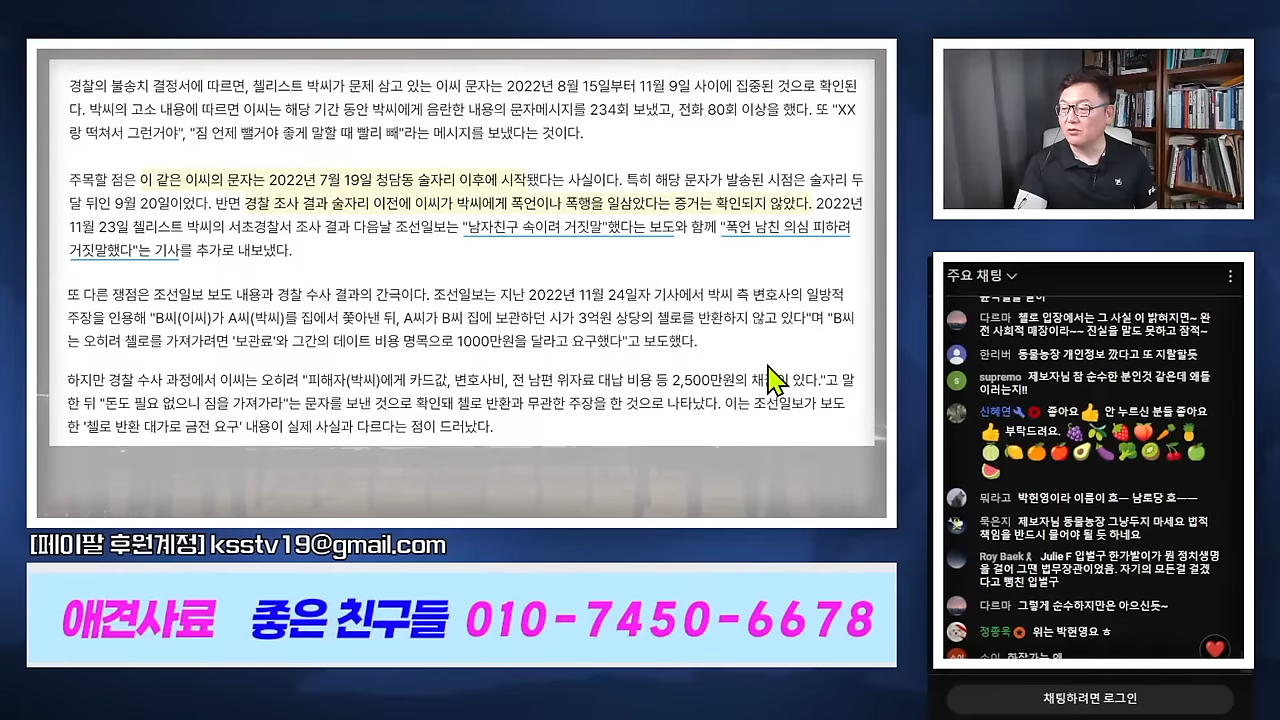 경찰의 불송치 결정서에 따르면, 첼리스트 박씨가 문제 삼고 있는 이씨 문자는 2022년 8월 15일부터 11월 9일 사이에 집중된 것으로 확인된
다. 박씨의 고소 내용에 따르면 이씨는 해당 기간 동안 박씨에게 음란한 내용의 문자메시지를 234회 보냈고, 전화 80회 이상을 했다. 또 "XX
랑 떡쳐서 그런거야", "짐 언제 뺄거야 좋게 말할 때 빨리 빼"라는 메시지를 보냈다는 것이다.
주목할 점은 이 같은 이씨의 문자는 2022년 7월 19일 청담동 술자리 이후에 시작됐다는 사실이다. 특히 해당 문자가 발송된 시점은 술자리 두
달 뒤인 9월 20일이었다. 반면 경찰 조사 결과 술자리 이전에 이씨가 박씨에게 폭언이나 폭행을 일삼았다는 증거는 확인되지 않았다. 2022년
11월 23일 첼리스트 박씨의 서초경찰서 조사 결과 다음날 조선일보는 "남자친구 속이려 거짓말"했다는 보도와 함께 "폭언 남친 의심 피하려
거짓말했다"는 기사를 추가로 내보냈다.
또 다른 쟁점은 조선일보 보도 내용과 경찰 수사 결과의 간극이다. 조선일보는 지난 2022년 11월 24일자 기사에서 박씨 측 변호사의 일방적
주장을 인용해 "B씨(이씨)가 A씨(박씨)를 집에서 쫓아낸 뒤, A씨가 B씨 집에 보관하던 시가 3억원 상당의 첼로를 반환하지 않고 있다"며 "B씨
는 오히려 첼로를 가져가려면 '보관료'와 그간의 데이트 비용 명목으로 1000만원을 달라고 요구했다"고 보도했다.
하지만 경찰 수사 과정에서 이씨는 오히려 "피해자(박씨)에게 카드값, 변호사비, 전 남편 위자료 대납 비용 등 2,500만원의 채 있다."고 말
한 뒤 "돈도 필요 없으니 짐을 가져가라"는 문자를 보낸 것으로 확인돼 첼로 반환과 무관한 주장을 한 것으로 나타났다. 이는 조선일보가 보도
한 '첼로 반환 대가로 금전 요구' 내용이 실제 사실과 다르다는 점이 드러났다.
[페이팔 후원계정] ksstv19@gmail.com
애견사료 좋은 친구들 010-7450-6678
주요 채팅
다르마 첼로 입장에서는 그 사실 이 밝혀지면~ 완
전 사회적 매장이라~~ 진실을 말도 못하고 잠적~
한리버 동물농장 개인정보 깠다고 또 지랄할듯
supremo 제보자님 참 순수한 분인것 같은데 왜들
이러지는!!
신혜연 좋아요👍 안 누르신 분들 좋아요
👍 부탁드려요. 🍇🫒🍓🍑🥕🍍
🍈🍋🍊🍎🥑🍆🥦🥝🍒🍏
🍉
뭐라고 박헌영이라 이름이 흐ㅡ 남로당 흐ㅡㅡ
묵은지 제보자님 동물농장 그냥두지 마세요 법적
책임을 반드시 물어야 될 듯 하네요
Roy Baek🎗 Julie F 입벌구 한가발이가 뭔 정치생명
을 걸어 그땐 법무장관이었음. 자기의 모든걸 걸겠
다고 뻥친 입벌구
다르마 그렇게 순수하지만은 아으신듯~
정종욱 위는 박현영요 ㅎ
채팅하려면 로그인